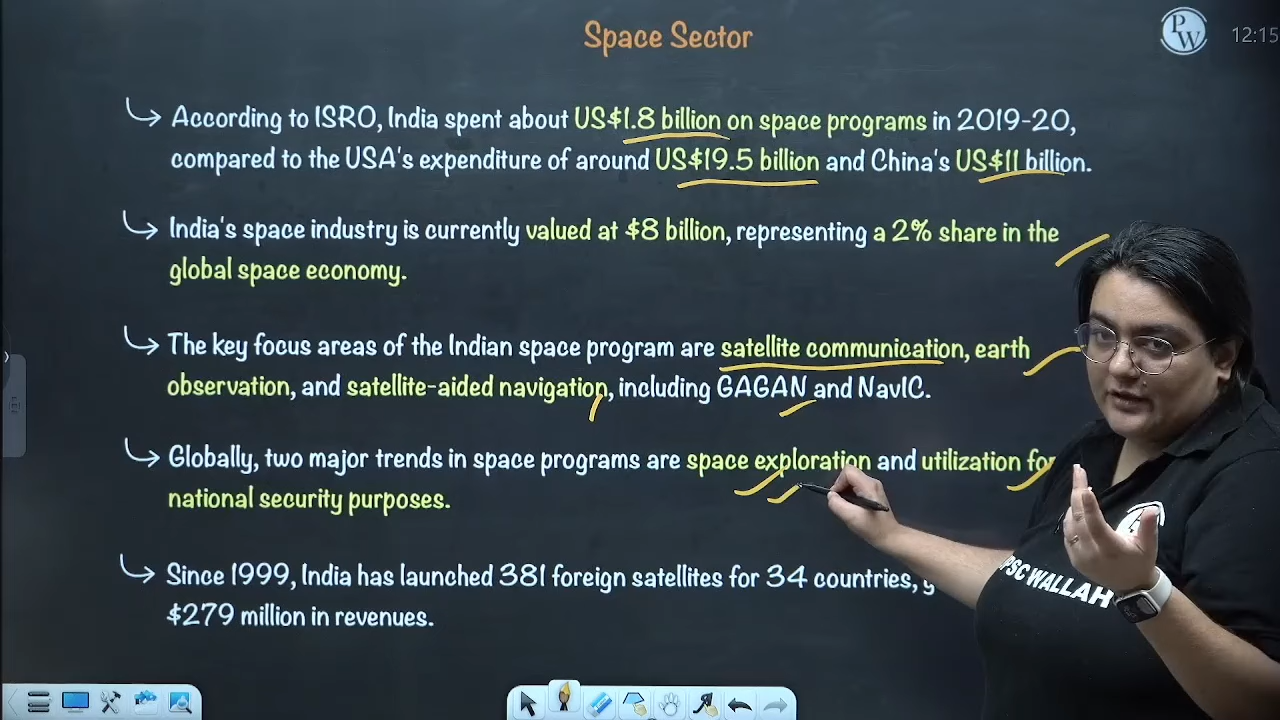 Space Sector
PW
12:15
According to ISRO, India spent about US$1.8 billion on space programs in 2019-20,
compared to the USA's expenditure of around US$19.5 billion and China's US$11 billion.
India's space industry is currently valued at $8 billion, representing a 2% share in the
global space economy.
The key focus areas of the Indian space program are satellite communication, earth
observation, and satellite-aided navigation, including GAGAN and NavIC.
Globally, two major trends in space programs are space exploration and utilization for
national security purposes.
Since 1999, India has launched 381 foreign satellites for 34 countries,
$279 million in revenues.
PSC WALLAH